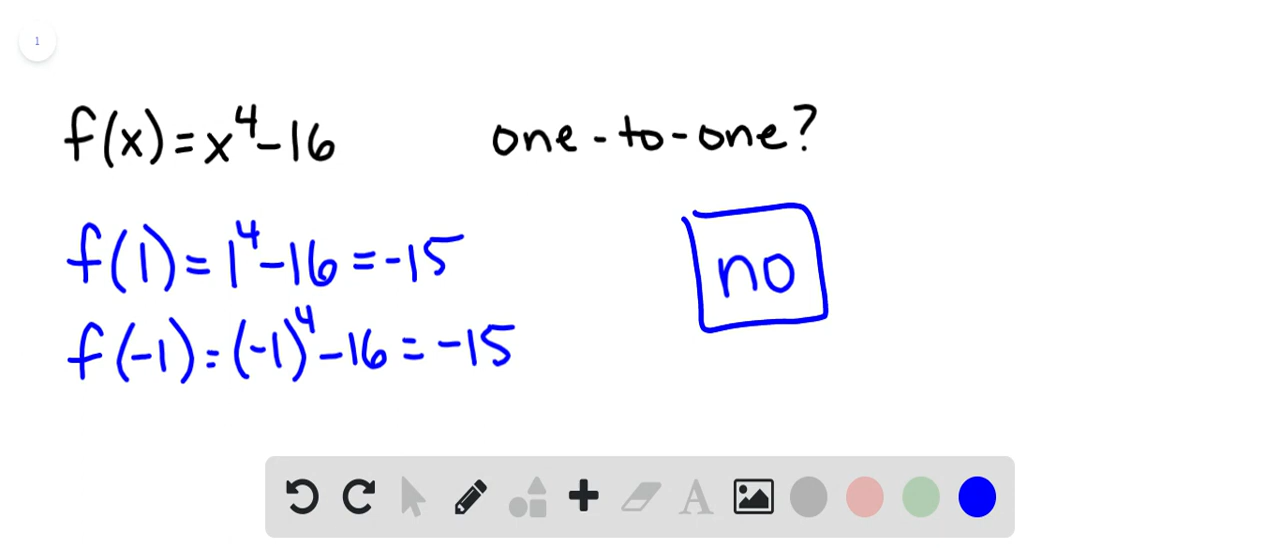 1
f(x)=x⁴-16 one-to-one?
f(1)=1⁴-16=-15
no
f(-1)=(-1)⁴-16=-15
A